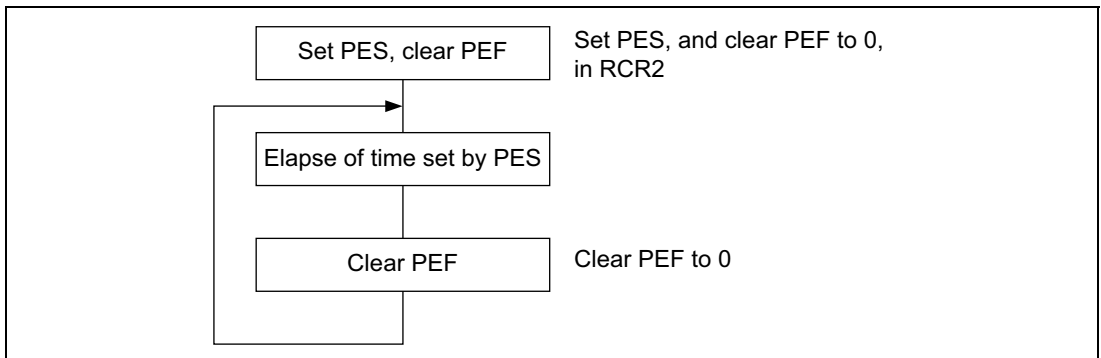 Set PES, clear PEF
Set PES, and clear PEF to 0,
in RCR2
Elapse of time set by PES
Clear PEF
Clear PEF to 0